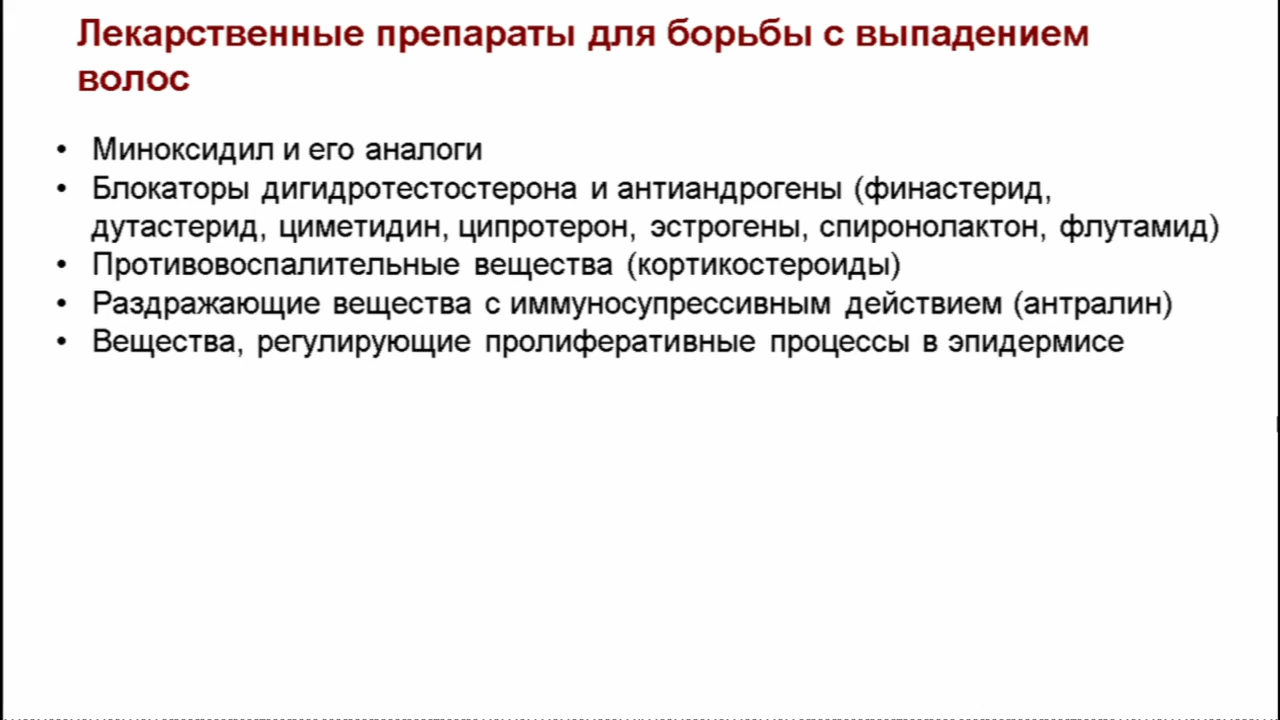 Лекарственные препараты для борьбы с выпадением
волос
• Миноксидил и его аналоги
• Блокаторы дигидротестостерона и антиандрогены (финастерид,
дутастерид, циметидин, ципротерон, эстрогены, спиронолактон, флутамид)
• Противовоспалительные вещества (кортикостероиды)
• Раздражающие вещества с иммуносупрессивным действием (антралин)
• Вещества, регулирующие пролиферативные процессы в эпидермисе